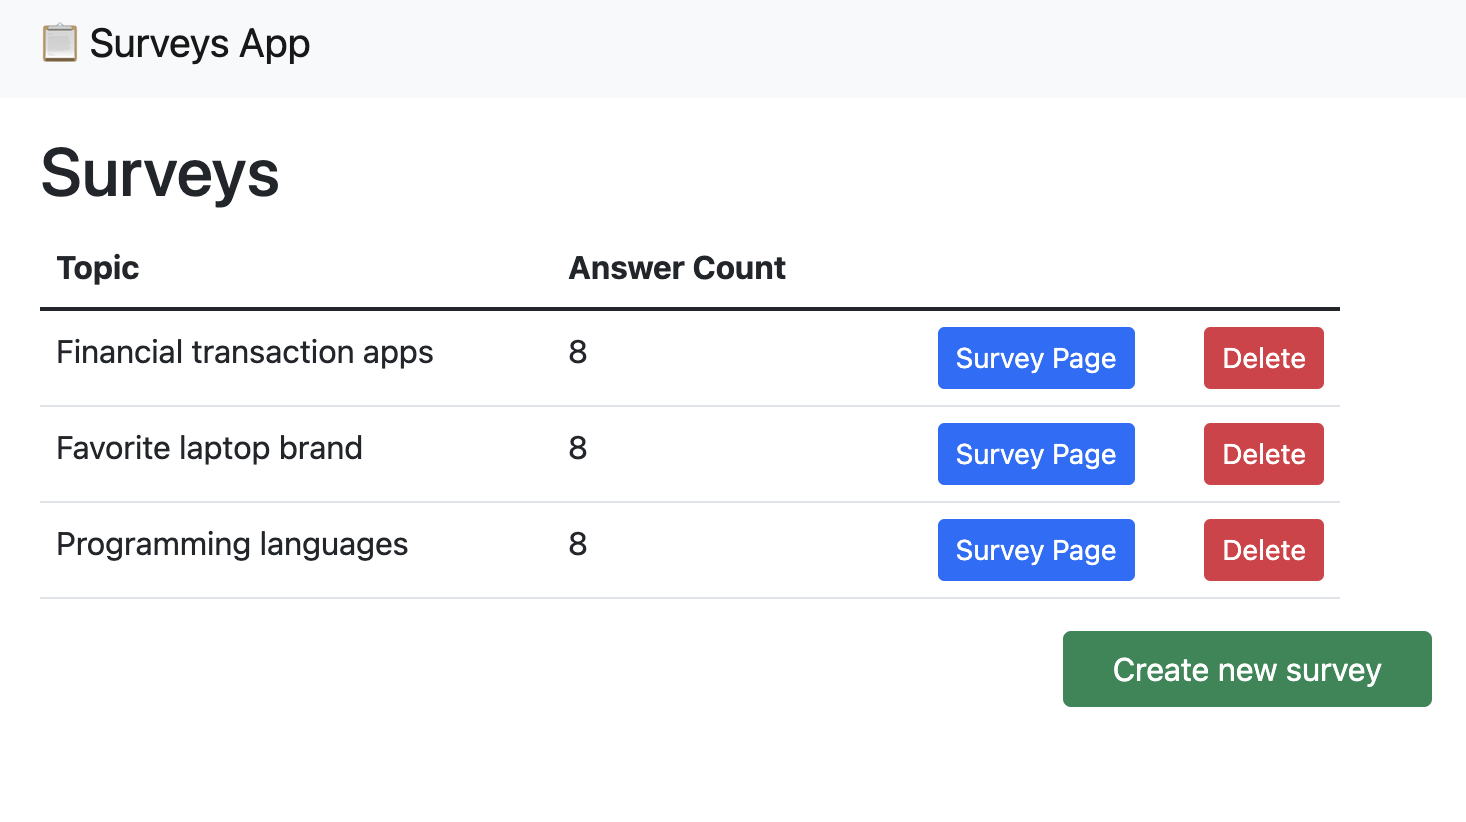 Surveys App
Surveys
Topic Answer Count
Financial transaction apps 8 Survey Page Delete
Favorite laptop brand 8 Survey Page Delete
Programming languages 8 Survey Page Delete
Create new survey